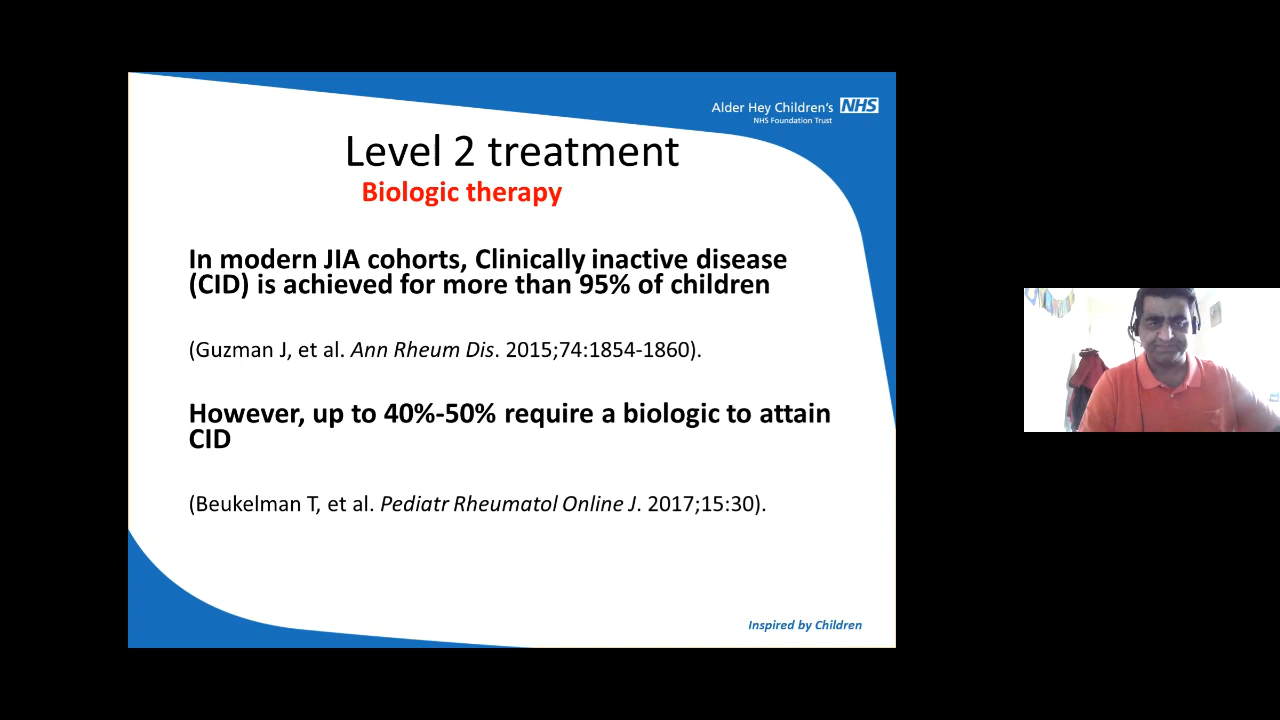 Alder Hey Children's NHS
NHS Foundation Trust
Level 2 treatment
Biologic therapy
In modern JIA cohorts, Clinically inactive disease
(CID) is achieved for more than 95% of children
(Guzman J, et al. Ann Rheum Dis. 2015;74:1854-1860).
However, up to 40%-50% require a biologic to attain
CID
(Beukelman T, et al. Pediatr Rheumatol Online J. 2017;15:30).
Inspired by Children